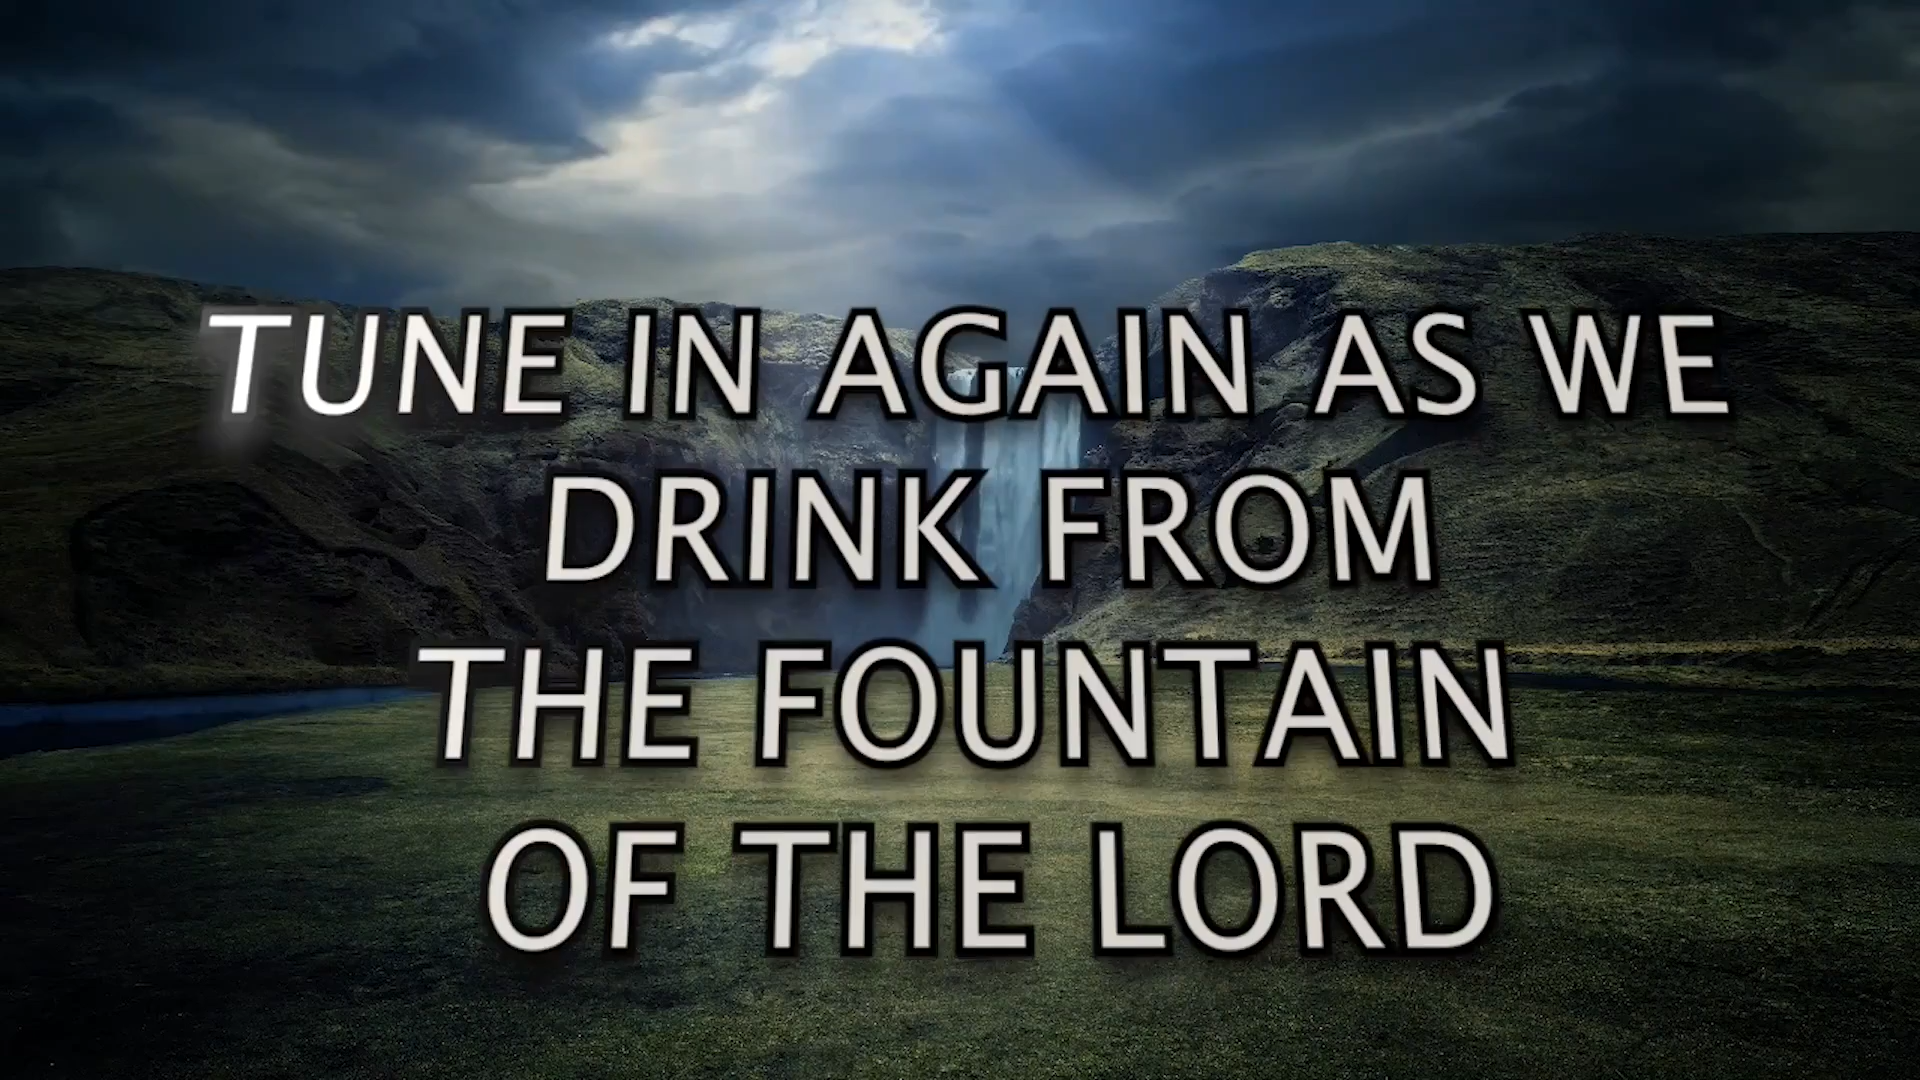 TUNE IN AGAIN AS WE
DRINK FROM
THE FOUNTAIN
OF THE LORD